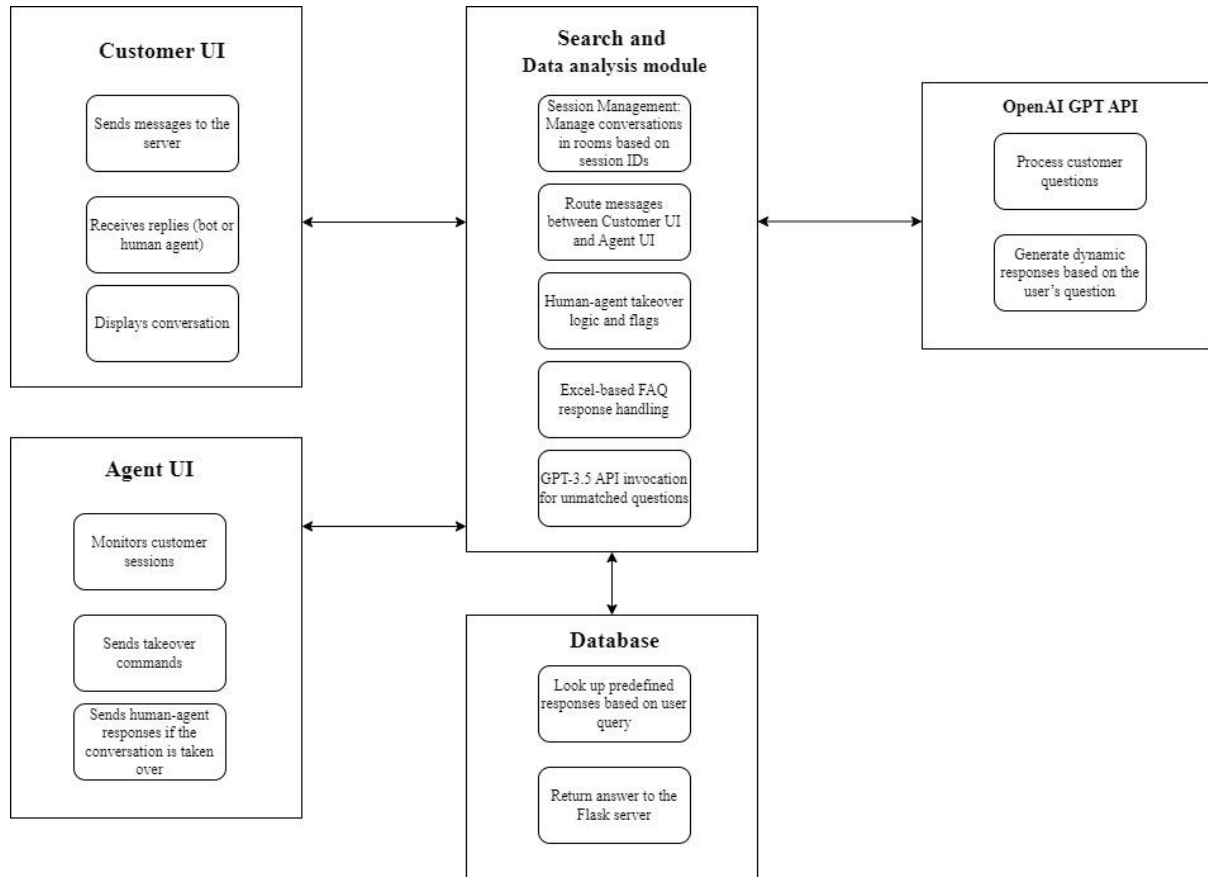 Customer UI
Sends messages to the
server
Receives replies (bot or
human agent)
Displays conversation
Agent UI
Monitors customer
sessions
Sends takeover
commands
Sends human-agent
responses if the
conversation is taken
over
Search and
Data analysis module
Session Management:
Manage conversations
in rooms based on
session IDs
Route messages
between Customer UI
and Agent UI
Human-agent takeover
logic and flags
Excel-based FAQ
response handling
GPT-3.5 API invocation
for unmatched questions
Database
Look up predefined
responses based on user
query
Return answer to the
Flask server
OpenAI GPT API
Process customer
questions
Generate dynamic
responses based on the
user’s question